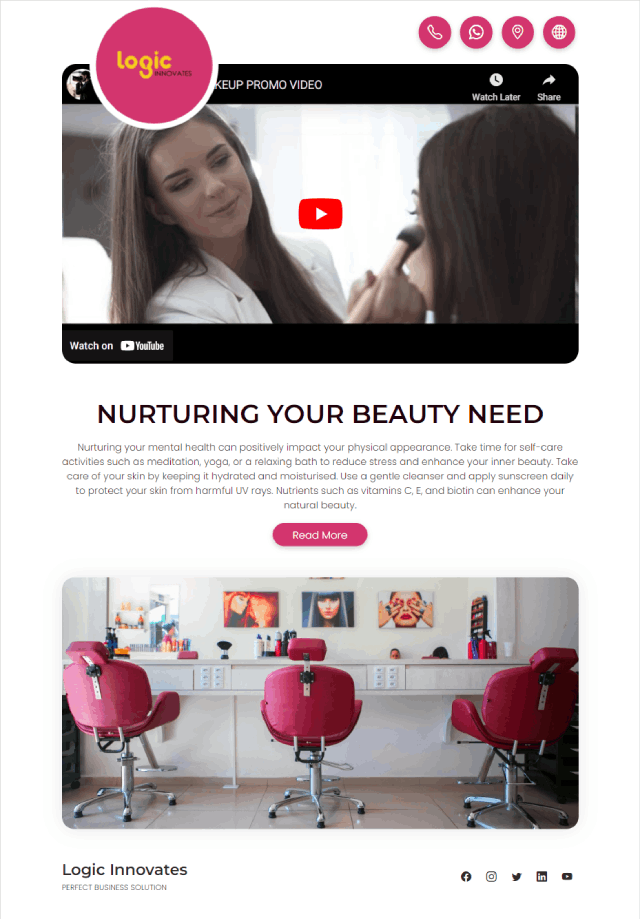 logic
INNOVATES
KEUP PROMO VIDEO
Watch Later
Share
Watch on YouTube
NURTURING YOUR BEAUTY NEED
Nurturing your mental health can positively impact your physical appearance. Take time for self-care
activities such as meditation, yoga, or a relaxing bath to reduce stress and enhance your inner beauty. Take
care of your skin by keeping it hydrated and moisturised. Use a gentle cleanser and apply sunscreen daily
to protect your skin from harmful UV rays. Nutrients such as vitamins C, E, and biotin can enhance your
natural beauty.
Read More
Logic Innovates
PERFECT BUSINESS SOLUTION